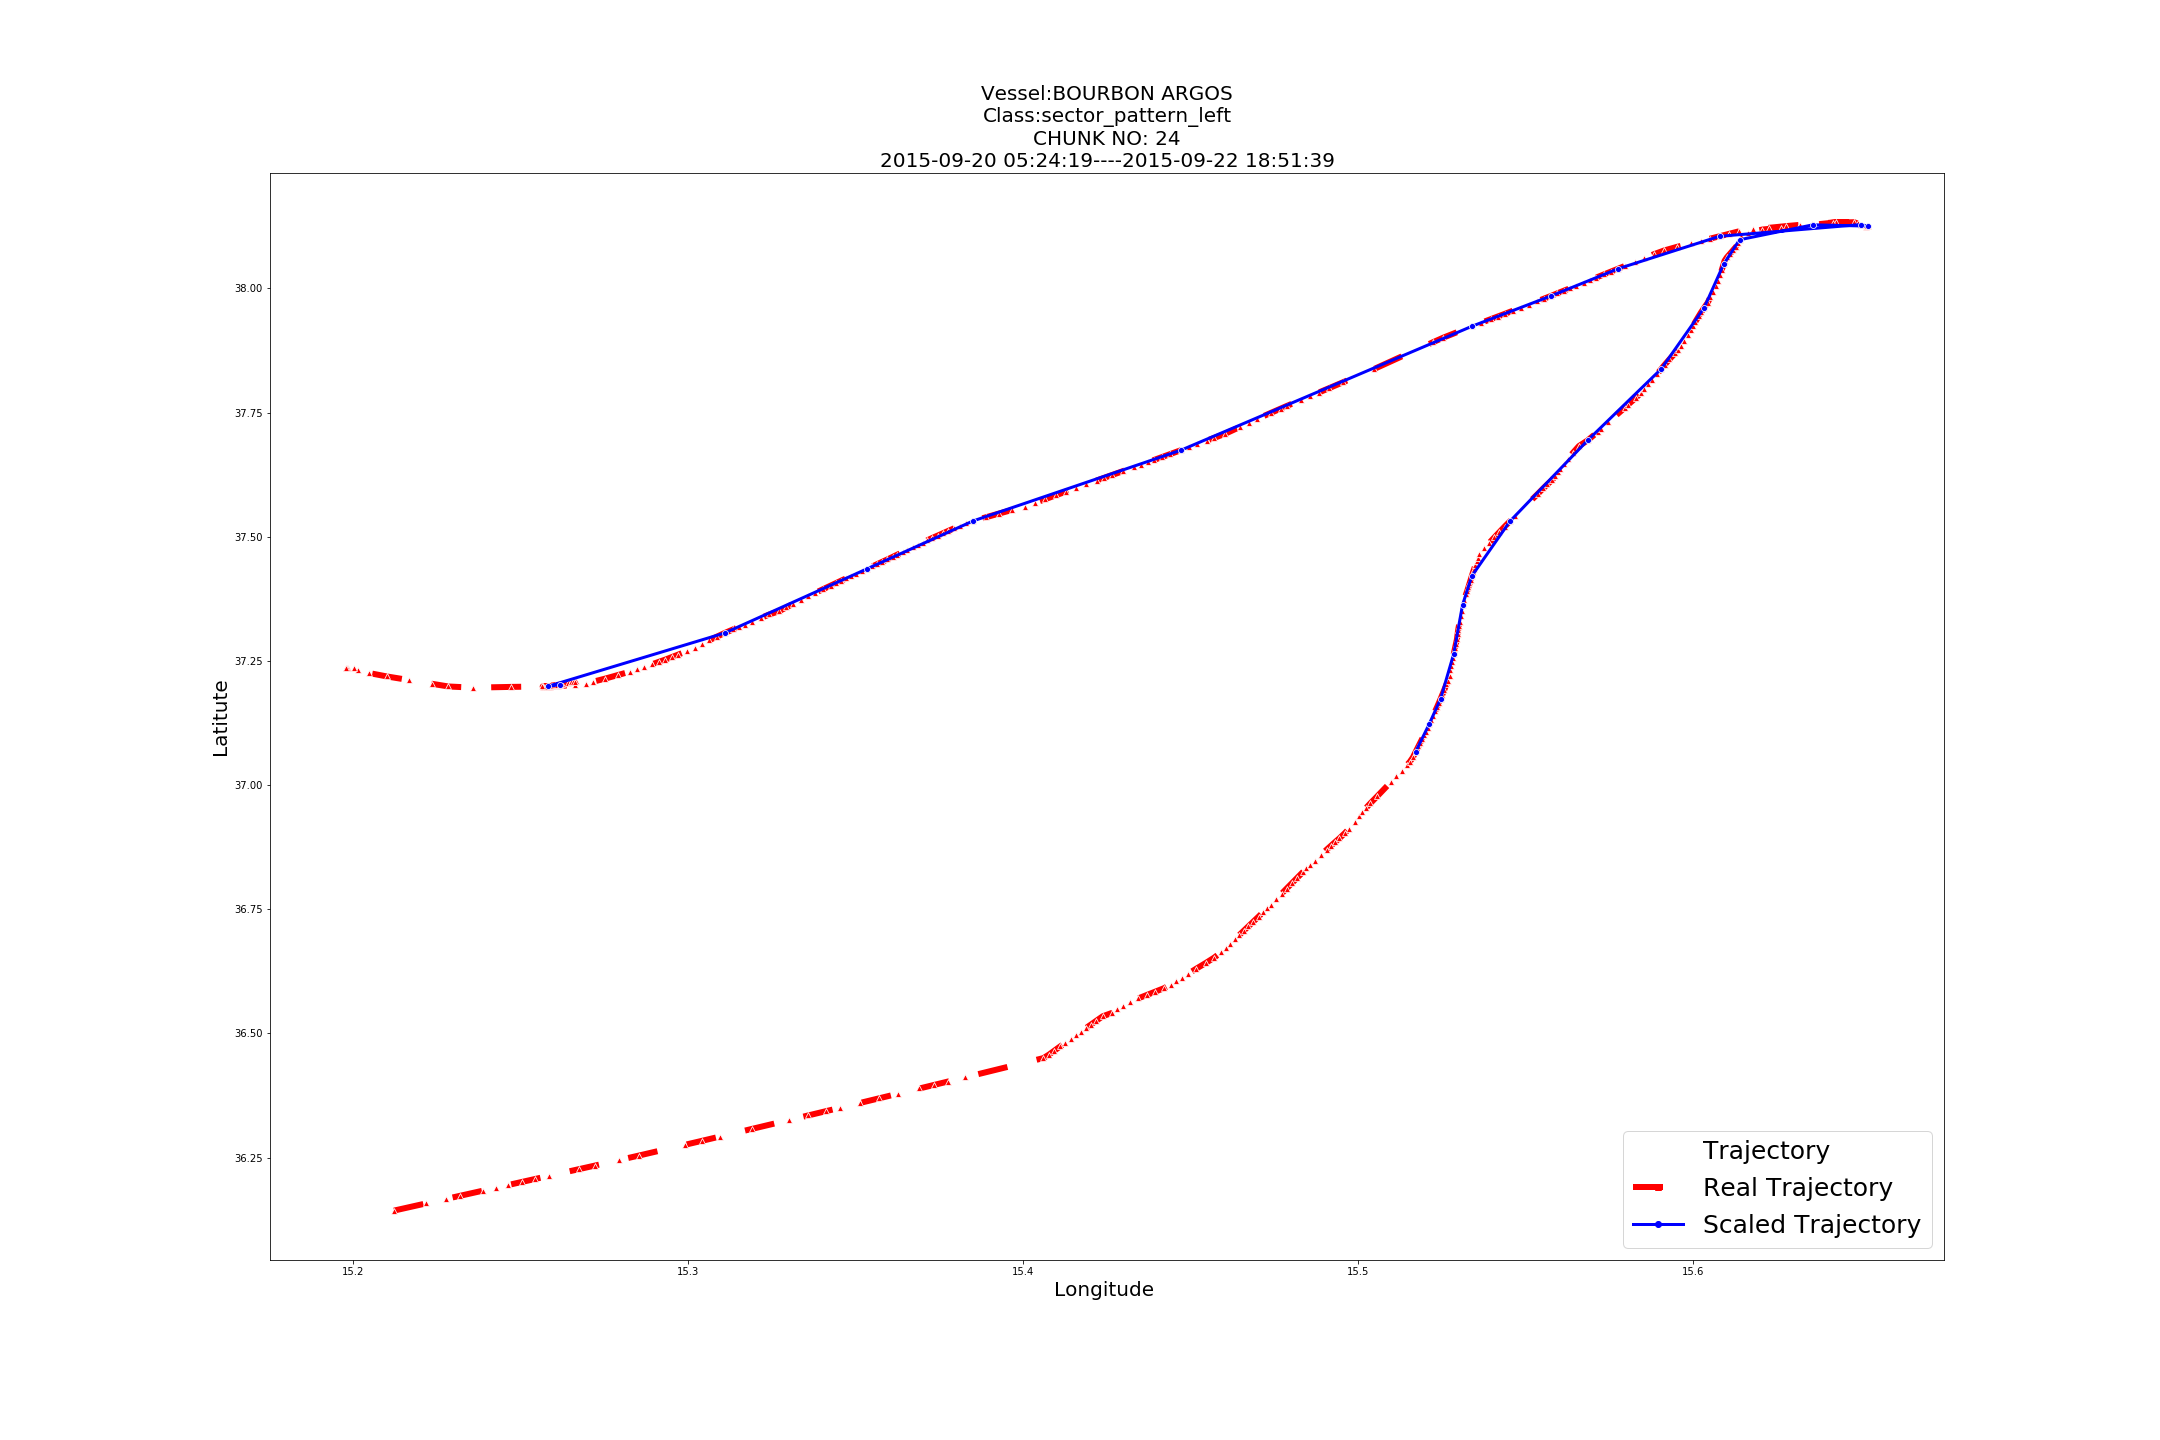 Vessel:BOURBON ARGOS
Class:sector_pattern_left
CHUNK NO: 24
2015-09-20 05:24:19----2015-09-22 18:51:39
38.00
37.75
37.50
37.25
37.00
36.75
36.50
36.25
Latitute
15.2
15.3
15.4
15.5
15.6
Longitude
Trajectory
Real Trajectory
Scaled Trajectory